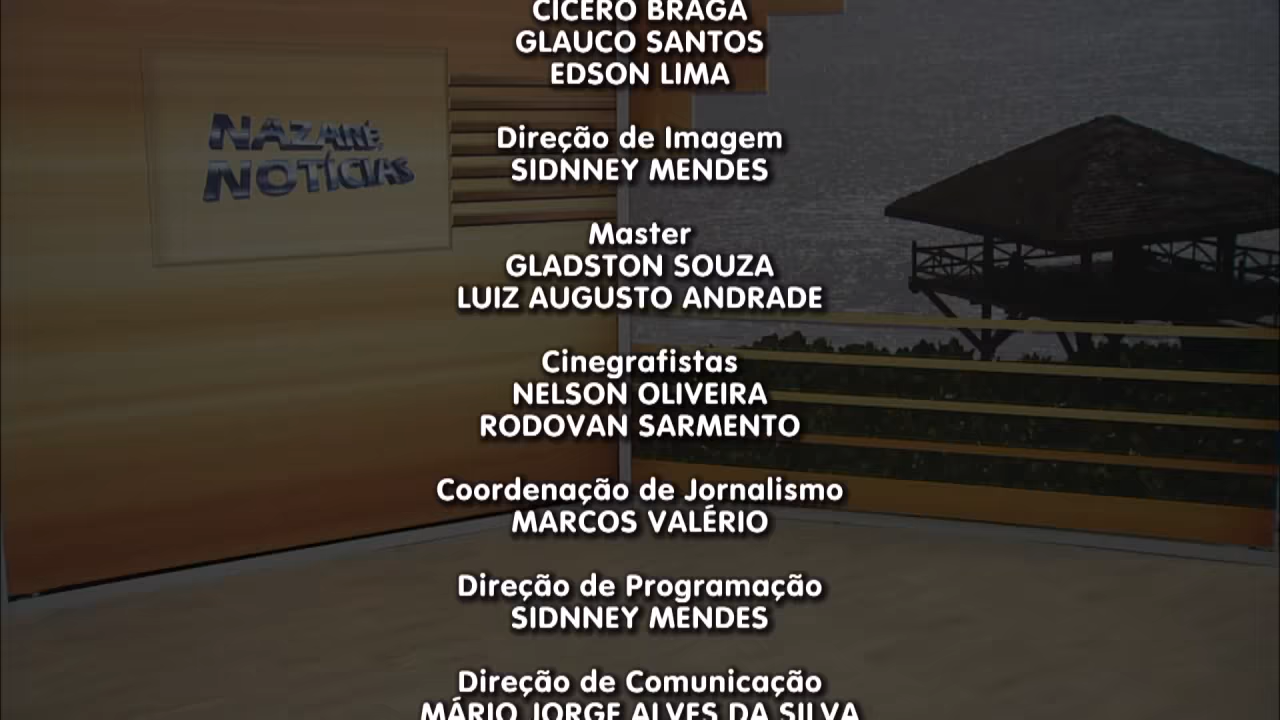 CICERO BRAGA
GLAUCO SANTOS
EDSON LIMA
Direção de Imagem
SIDNNEY MENDES
Master
GLADSTON SOUZA
LUIZ AUGUSTO ANDRADE
Cinegrafistas
NELSON OLIVEIRA
RODOVAN SARMENTO
Coordenação de Jornalismo
MARCOS VALÉRIO
Direção de Programação
SIDNNEY MENDES
Direção de Comunicação
MÁRIO JORGE ALVES DA SILVA
NAZARÉ
NOTÍCIAS